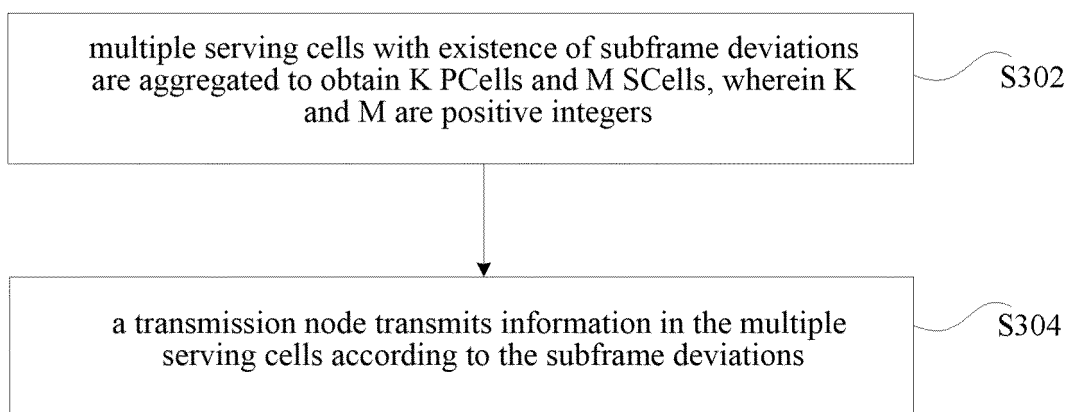 multiple serving cells with existence of subframe deviations
are aggregated to obtain K PCells and M SCells, wherein K
and M are positive integers
S302
a transmission node transmits information in the multiple
serving cells according to the subframe deviations
S304